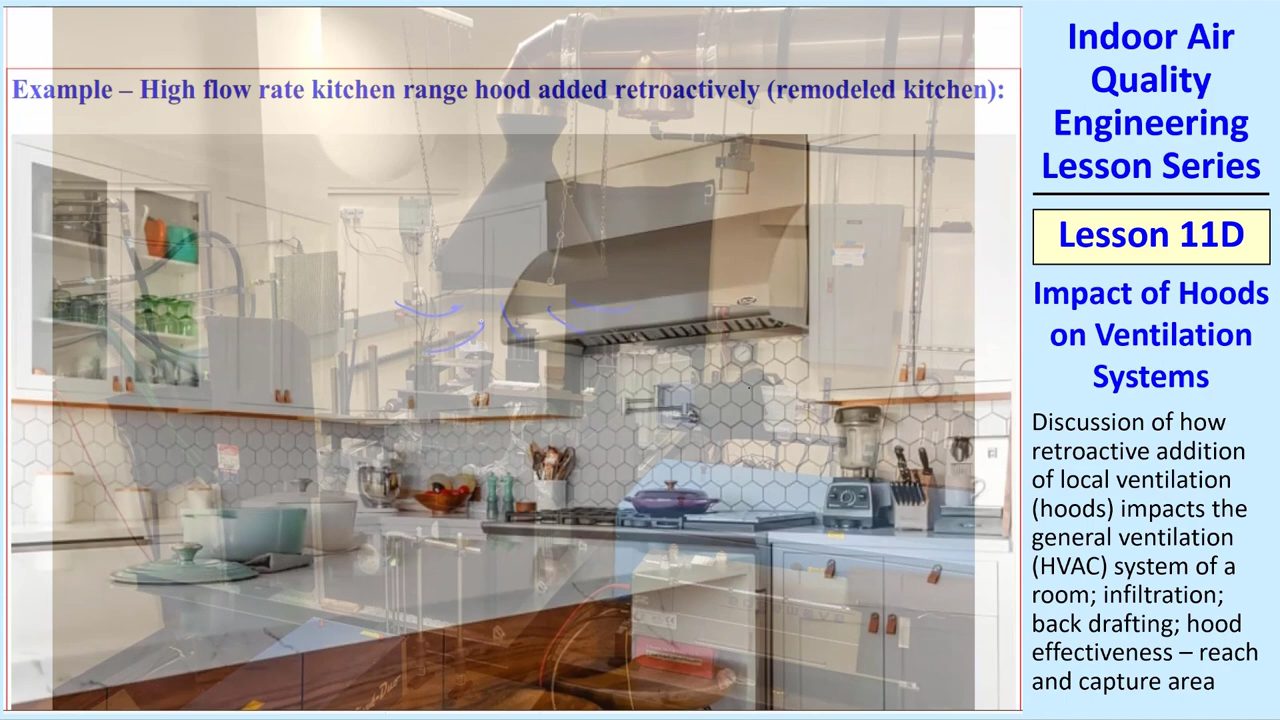 Example – High flow rate kitchen range hood added retroactively (remodeled kitchen):
Indoor Air
Quality
Engineering
Lesson Series
Lesson 11D
Impact of Hoods
on Ventilation
Systems
Discussion of how
retroactive addition
of local ventilation
(hoods) impacts the
general ventilation
(HVAC) system of a
room; infiltration;
back drafting; hood
effectiveness – reach
and capture area